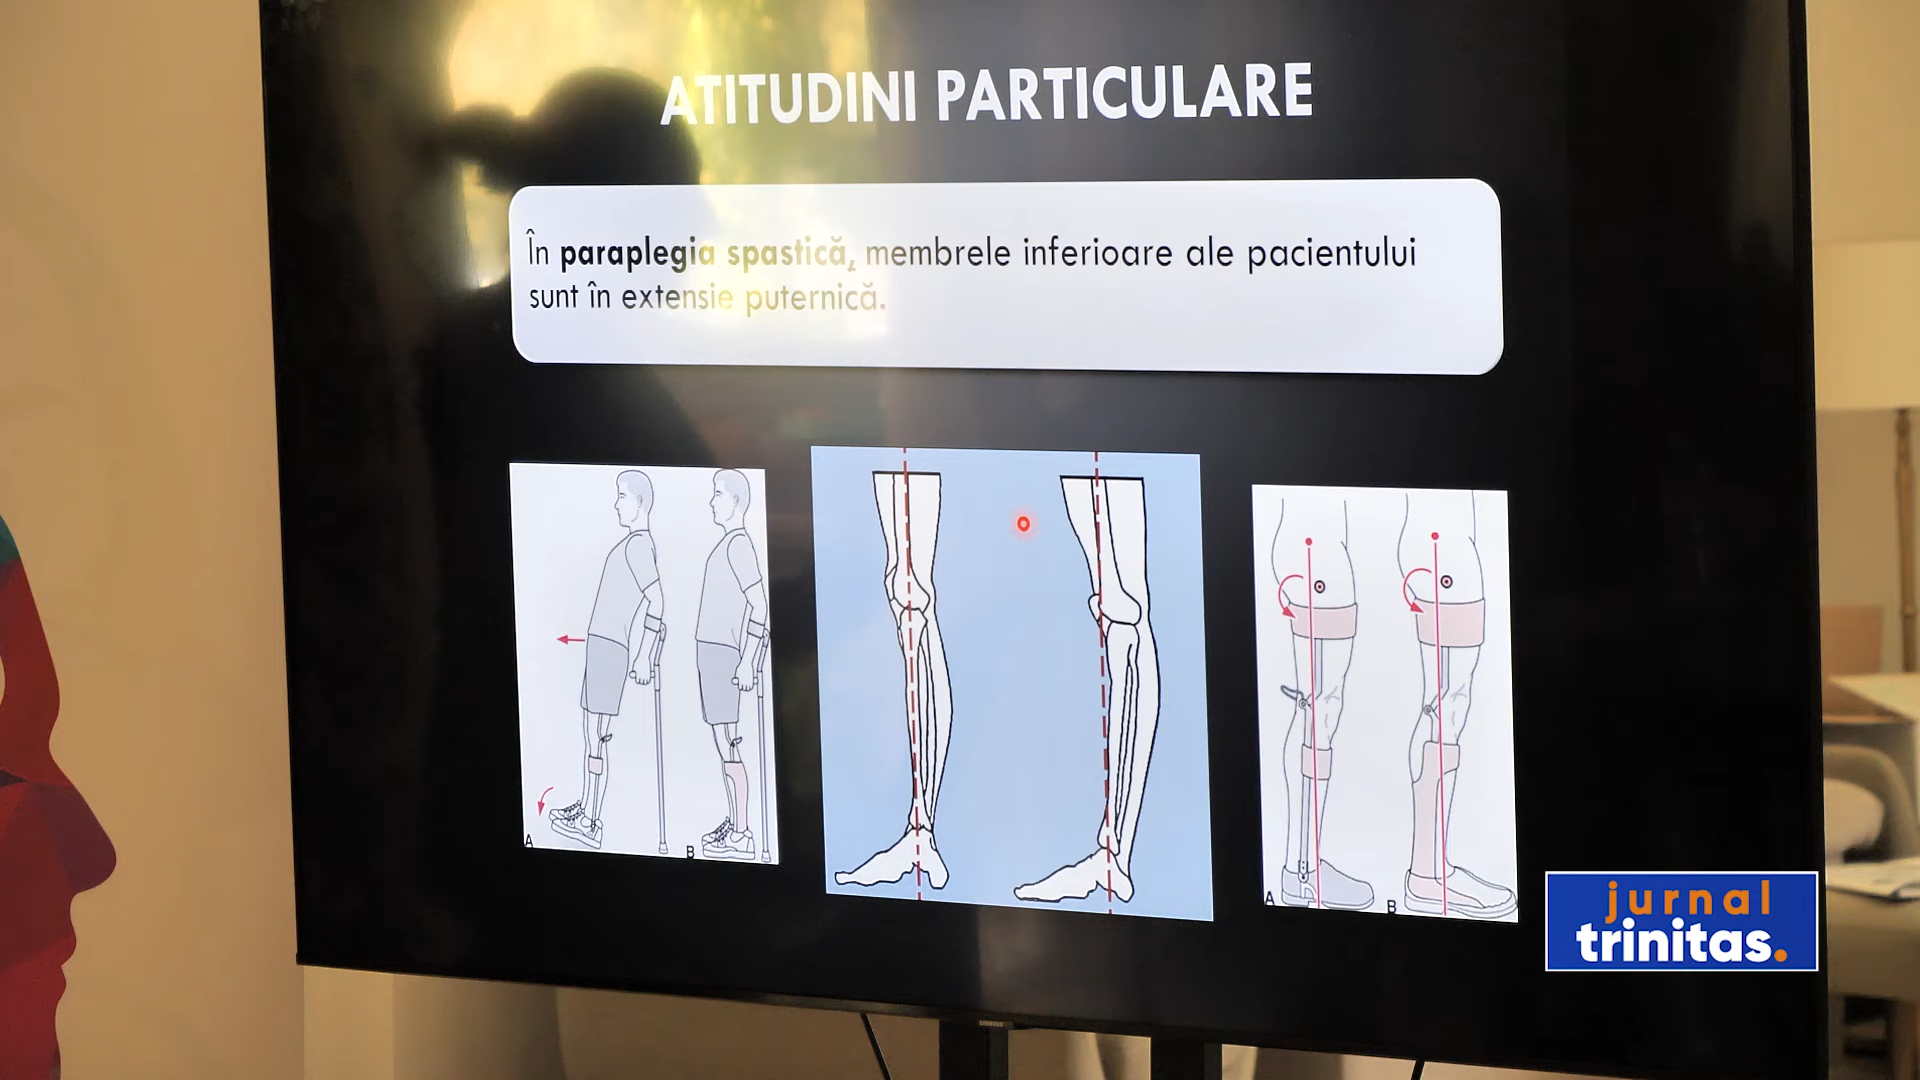 ATITUDINI PARTICULARE
În paraplegia spastică, membrele inferioare ale pacientului
sunt în extensie puternică.
A
B
A
B
jurnal
trinitas.